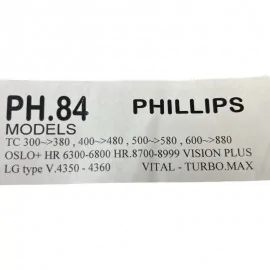 PH.84 PHILLIPS
MODELS
TC 300~>380 , 400~>480 , 500~>580 , 600~>880
OSLO+ HR 6300-6800 HR.8700-8999 VISION PLUS
LG type V.4350 - 4360 VITAL - TURBO.MAX